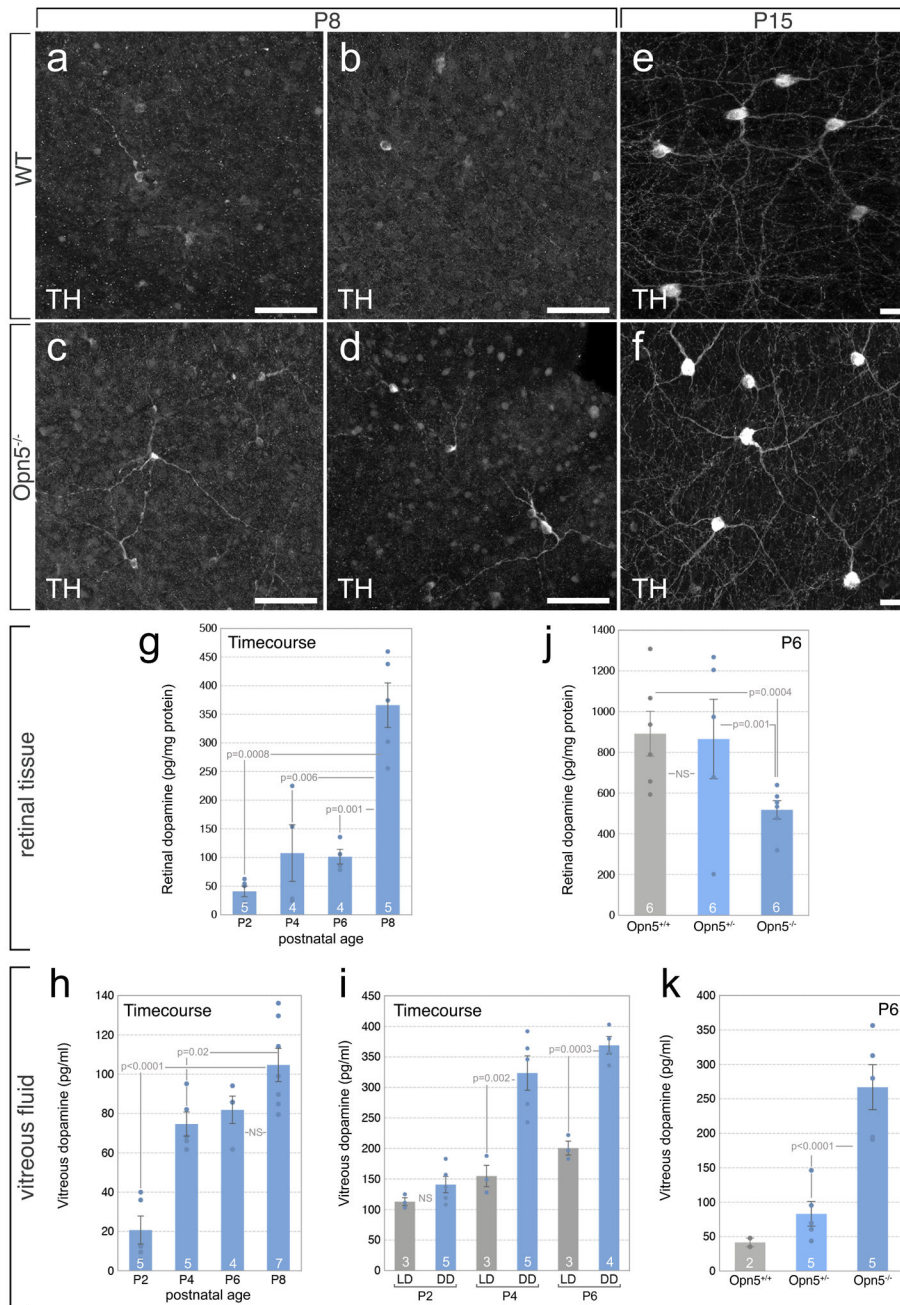 P8
P15
WT
a
TH
b
TH
e
TH
Opn5-/-
c
TH
d
TH
f
TH
retinal tissue
g
Timecourse
Retinal dopamine (pg/mg protein)
500
450
400
350
300
250
200
150
100
50
0
p=0.0008
p=0.006
p=0.001
5
4
4
5
P2
P4
P6
P8
postnatal age
j
P6
Retinal dopamine (pg/mg protein)
1400
1200
1000
800
600
400
200
0
p=0.0004
p=0.001
NS
6
6
6
Opn5+/+
Opn5+/-
Opn5-/-
vitreous fluid
h
Timecourse
Vitreous dopamine (pg/ml)
140
120
100
80
60
40
20
0
p=0.02
p<0.0001
NS
5
5
4
7
P2
P4
P6
P8
postnatal age
i
Timecourse
Vitreous dopamine (pg/ml)
450
400
350
300
250
200
150
100
50
0
p=0.0003
p=0.002
NS
3
5
3
5
3
4
LD
DD
LD
DD
LD
DD
P2
P4
P6
k
P6
Vitreous dopamine (pg/ml)
400
350
300
250
200
150
100
50
0
p<0.0001
2
5
5
Opn5+/+
Opn5+/-
Opn5-/-